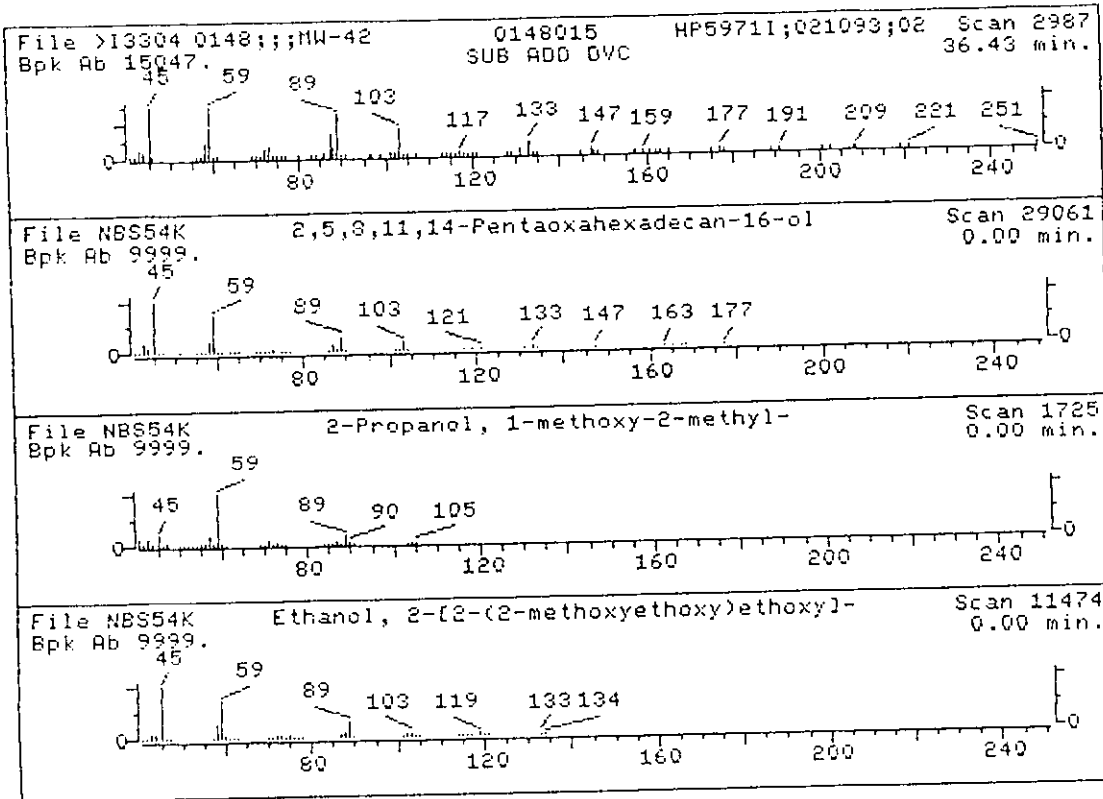 File >I3304 0148;;;MW-42 0148015 HP5971I;021093;02 Scan 2987
Bpk Ab 15047. SUB ADD DVC 36.43 min.
45 59 89 103 117 133 147 159 177 191 209 221 251
0 0
80 120 160 200 240
File NBS54K 2,5,8,11,14-Pentaoxahexadecan-16-ol Scan 29061
Bpk Ab 9999. 0.00 min.
45 59 89 103 121 133 147 163 177
0 0
80 120 160 200 240
File NBS54K 2-Propanol, 1-methoxy-2-methyl- Scan 1725
Bpk Ab 9999. 0.00 min.
45 59 89 90 105
0 0
80 120 160 200 240
File NBS54K Ethanol, 2-[2-(2-methoxyethoxy)ethoxy]- Scan 11474
Bpk Ab 9999. 0.00 min.
45 59 89 103 119 133 134
0 0
80 120 160 200 240